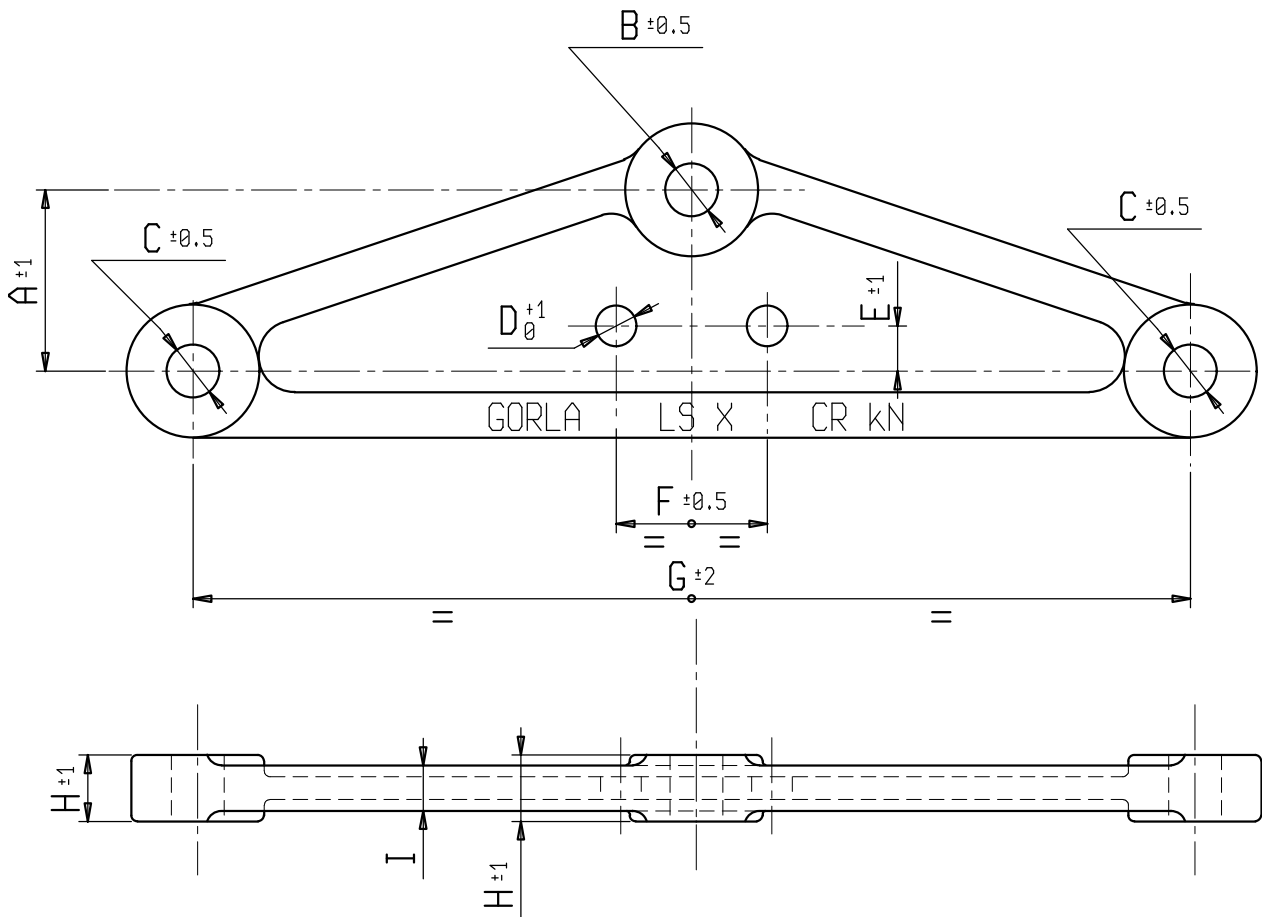 B ±0.5
C ±0.5
C ±0.5
A ±1
D +1 0
E ±1
GORLA LS X CR kN
F ±0.5
= =
G ±2
= =
H ±1
I
H ±1